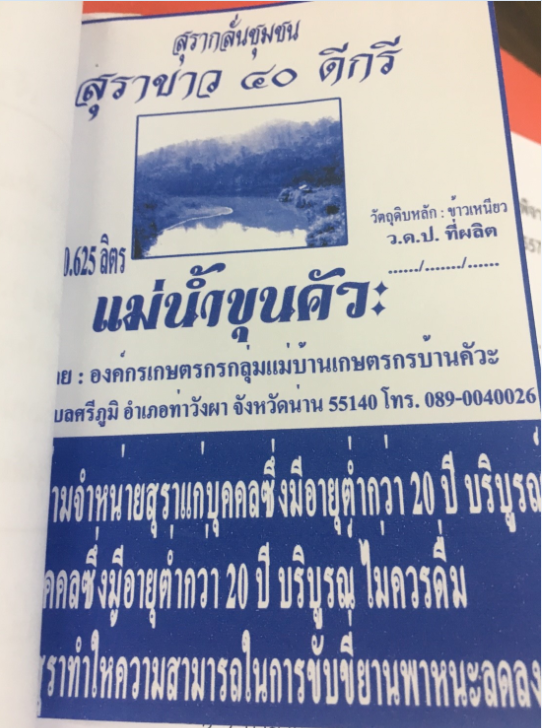 สุรากลั่นชุมชน
สุราขาว ๔๐ ดีกรี
วัตถุดิบหลัก : ข้าวเหนียว
0.625 ลิตร
ว.ด.ป. ที่ผลิต
....../......./......
แม่น้ำขุนคัวะ
: องค์กรเกษตรกรกลุ่มแม่บ้านเกษตรกรบ้านคัวะ
ศรีภูมิ อำเภอท่าวังผา จังหวัดน่าน 55140 โทร. 089-0040026
จำหน่ายสุราแก่บุคคลซึ่งมีอายุต่ำกว่า 20 ปี บริบูรณ์
คคลซึ่งมีอายุต่ำกว่า 20 ปี บริบูรณ์ ไม่ควรดื่ม
ราทำให้ความสามารถในการขับขี่ยานพาหนะลดลง